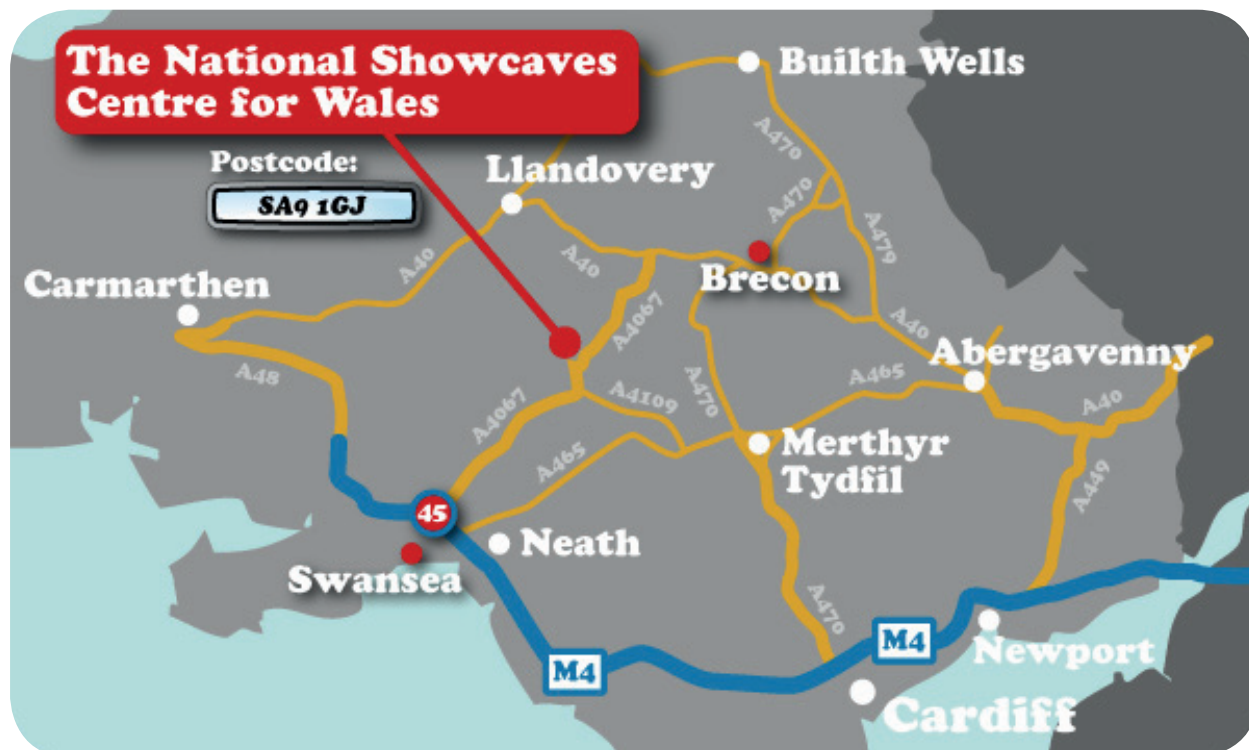 The National Showcaves
Centre for Wales
Builth Wells
Postcode:
SA9 1GJ
Llandovery
A470
A470
A479
A40
A40
Carmarthen
Brecon
A4067
A40
Abergavenny
A48
A470
A465
A4109
A4067
A40
A465
Merthyr
Tydfil
A449
45
Neath
Swansea
A470
M4
M4
Newport
Cardiff